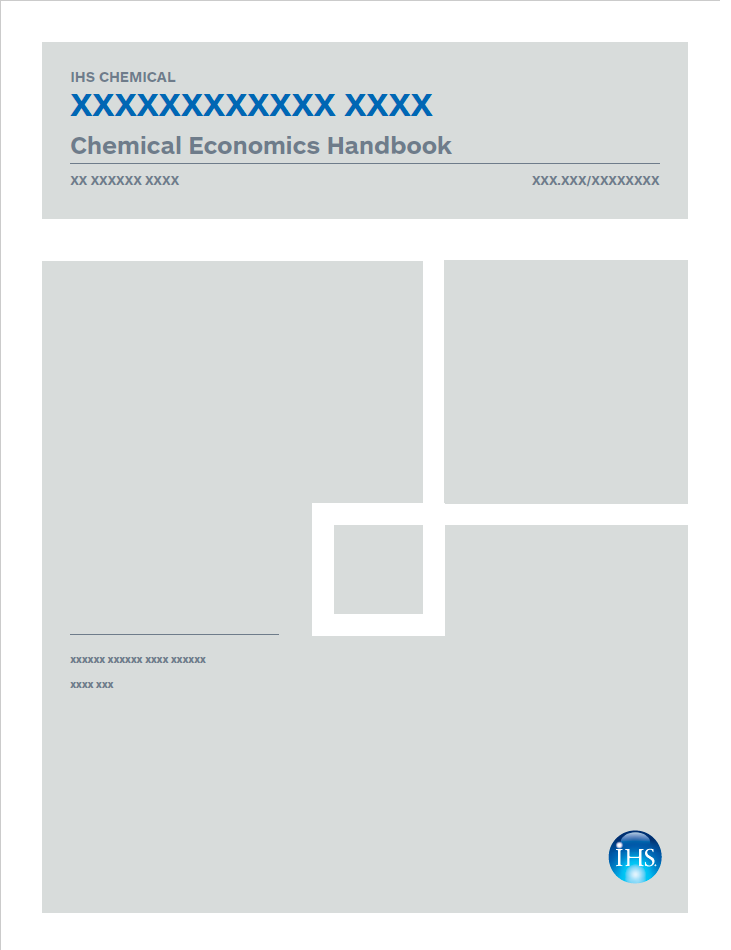 IHS CHEMICAL
XXXXXXXXXXXX XXXX
Chemical Economics Handbook
XX XXXXXX XXXX
XXX.XXX/XXXXXXXX
xxxxxx xxxxxx xxxx xxxxxx
xxxx xxx
IHS